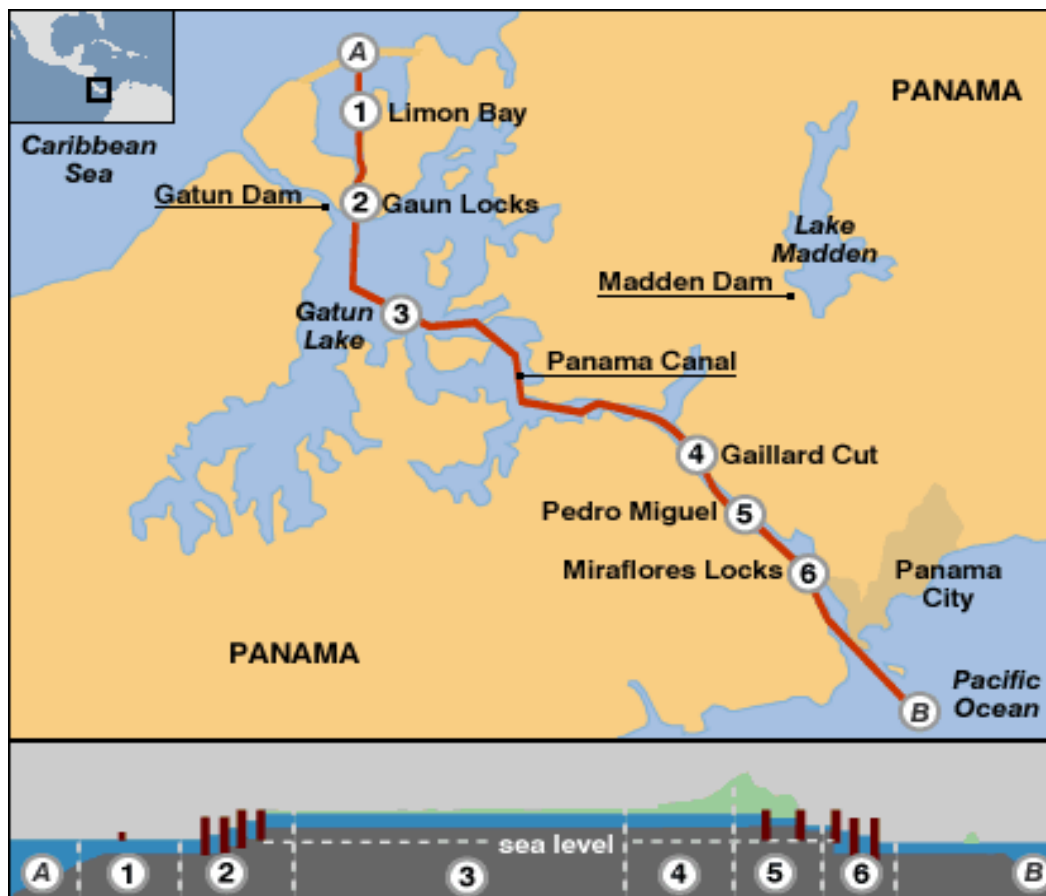 A
PANAMA
1 Limon Bay
Caribbean
Sea
Gatun Dam
2 Gaun Locks
Lake
Madden
Madden Dam
Gatun
Lake
3
Panama Canal
4 Gaillard Cut
Pedro Miguel 5
Miraflores Locks 6
Panama
City
PANAMA
Pacific
Ocean
B
sea level
A 1 2 3 4 5 6 B